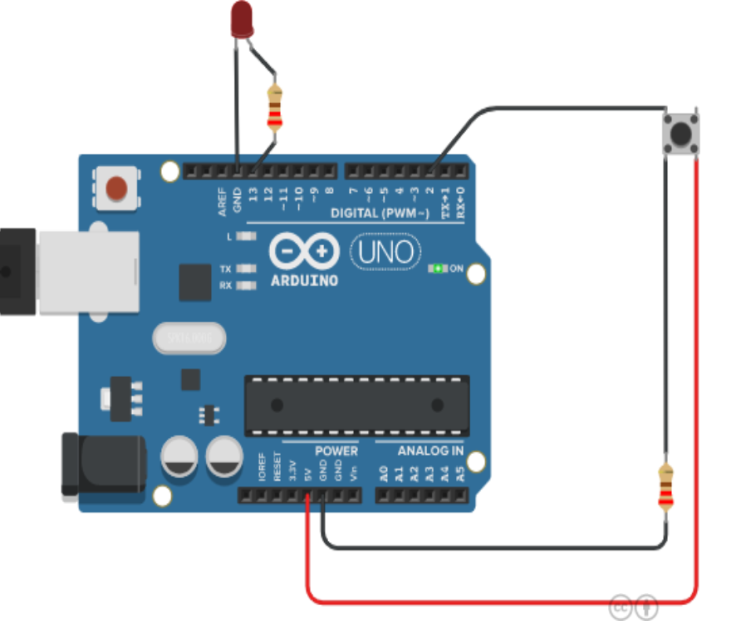 AREF
GND
13
12
~11
~10
~9
8
7
~6
~5
4
~3
2
TX→1
RX←0
DIGITAL (PWM~)
L
TX
RX
ARDUINO
UNO
ON
POWER
ANALOG IN
IOREF
RESET
3.3V
5V
GND
GND
Vin
A0
A1
A2
A3
A4
A5
cc